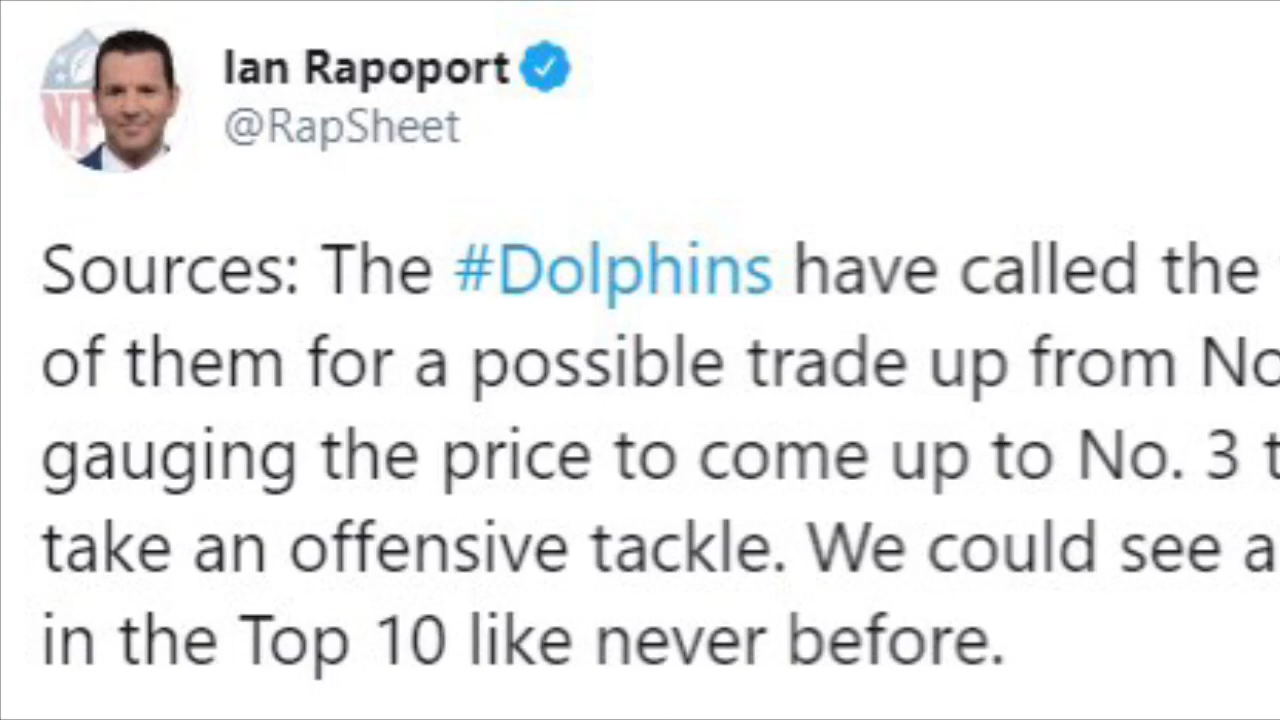 Ian Rapoport
@RapSheet
Sources: The #Dolphins have called the
of them for a possible trade up from No
gauging the price to come up to No. 3
take an offensive tackle. We could see a
in the Top 10 like never before.